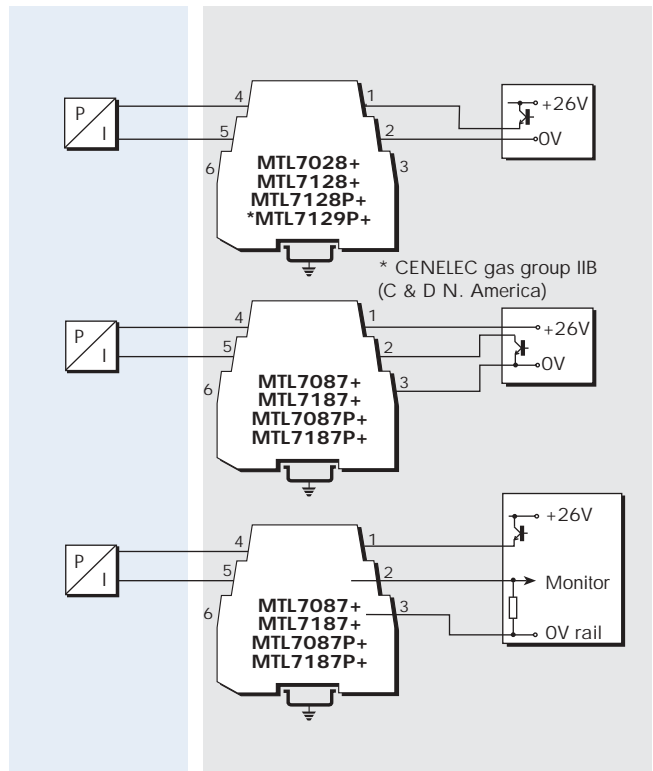 4 1
P
I
+26V
5 2
0V
6 3
MTL7028+
MTL7128+
MTL7128P+
*MTL7129P+
* CENELEC gas group IIB
(C & D N. America)
4 1
P
I
+26V
5 2
0V
6 3
MTL7087+
MTL7187+
MTL7087P+
MTL7187P+
+26V
4 1
P
I
5 2
Monitor
6 3
MTL7087+
MTL7187+
MTL7087P+
MTL7187P+
0V rail